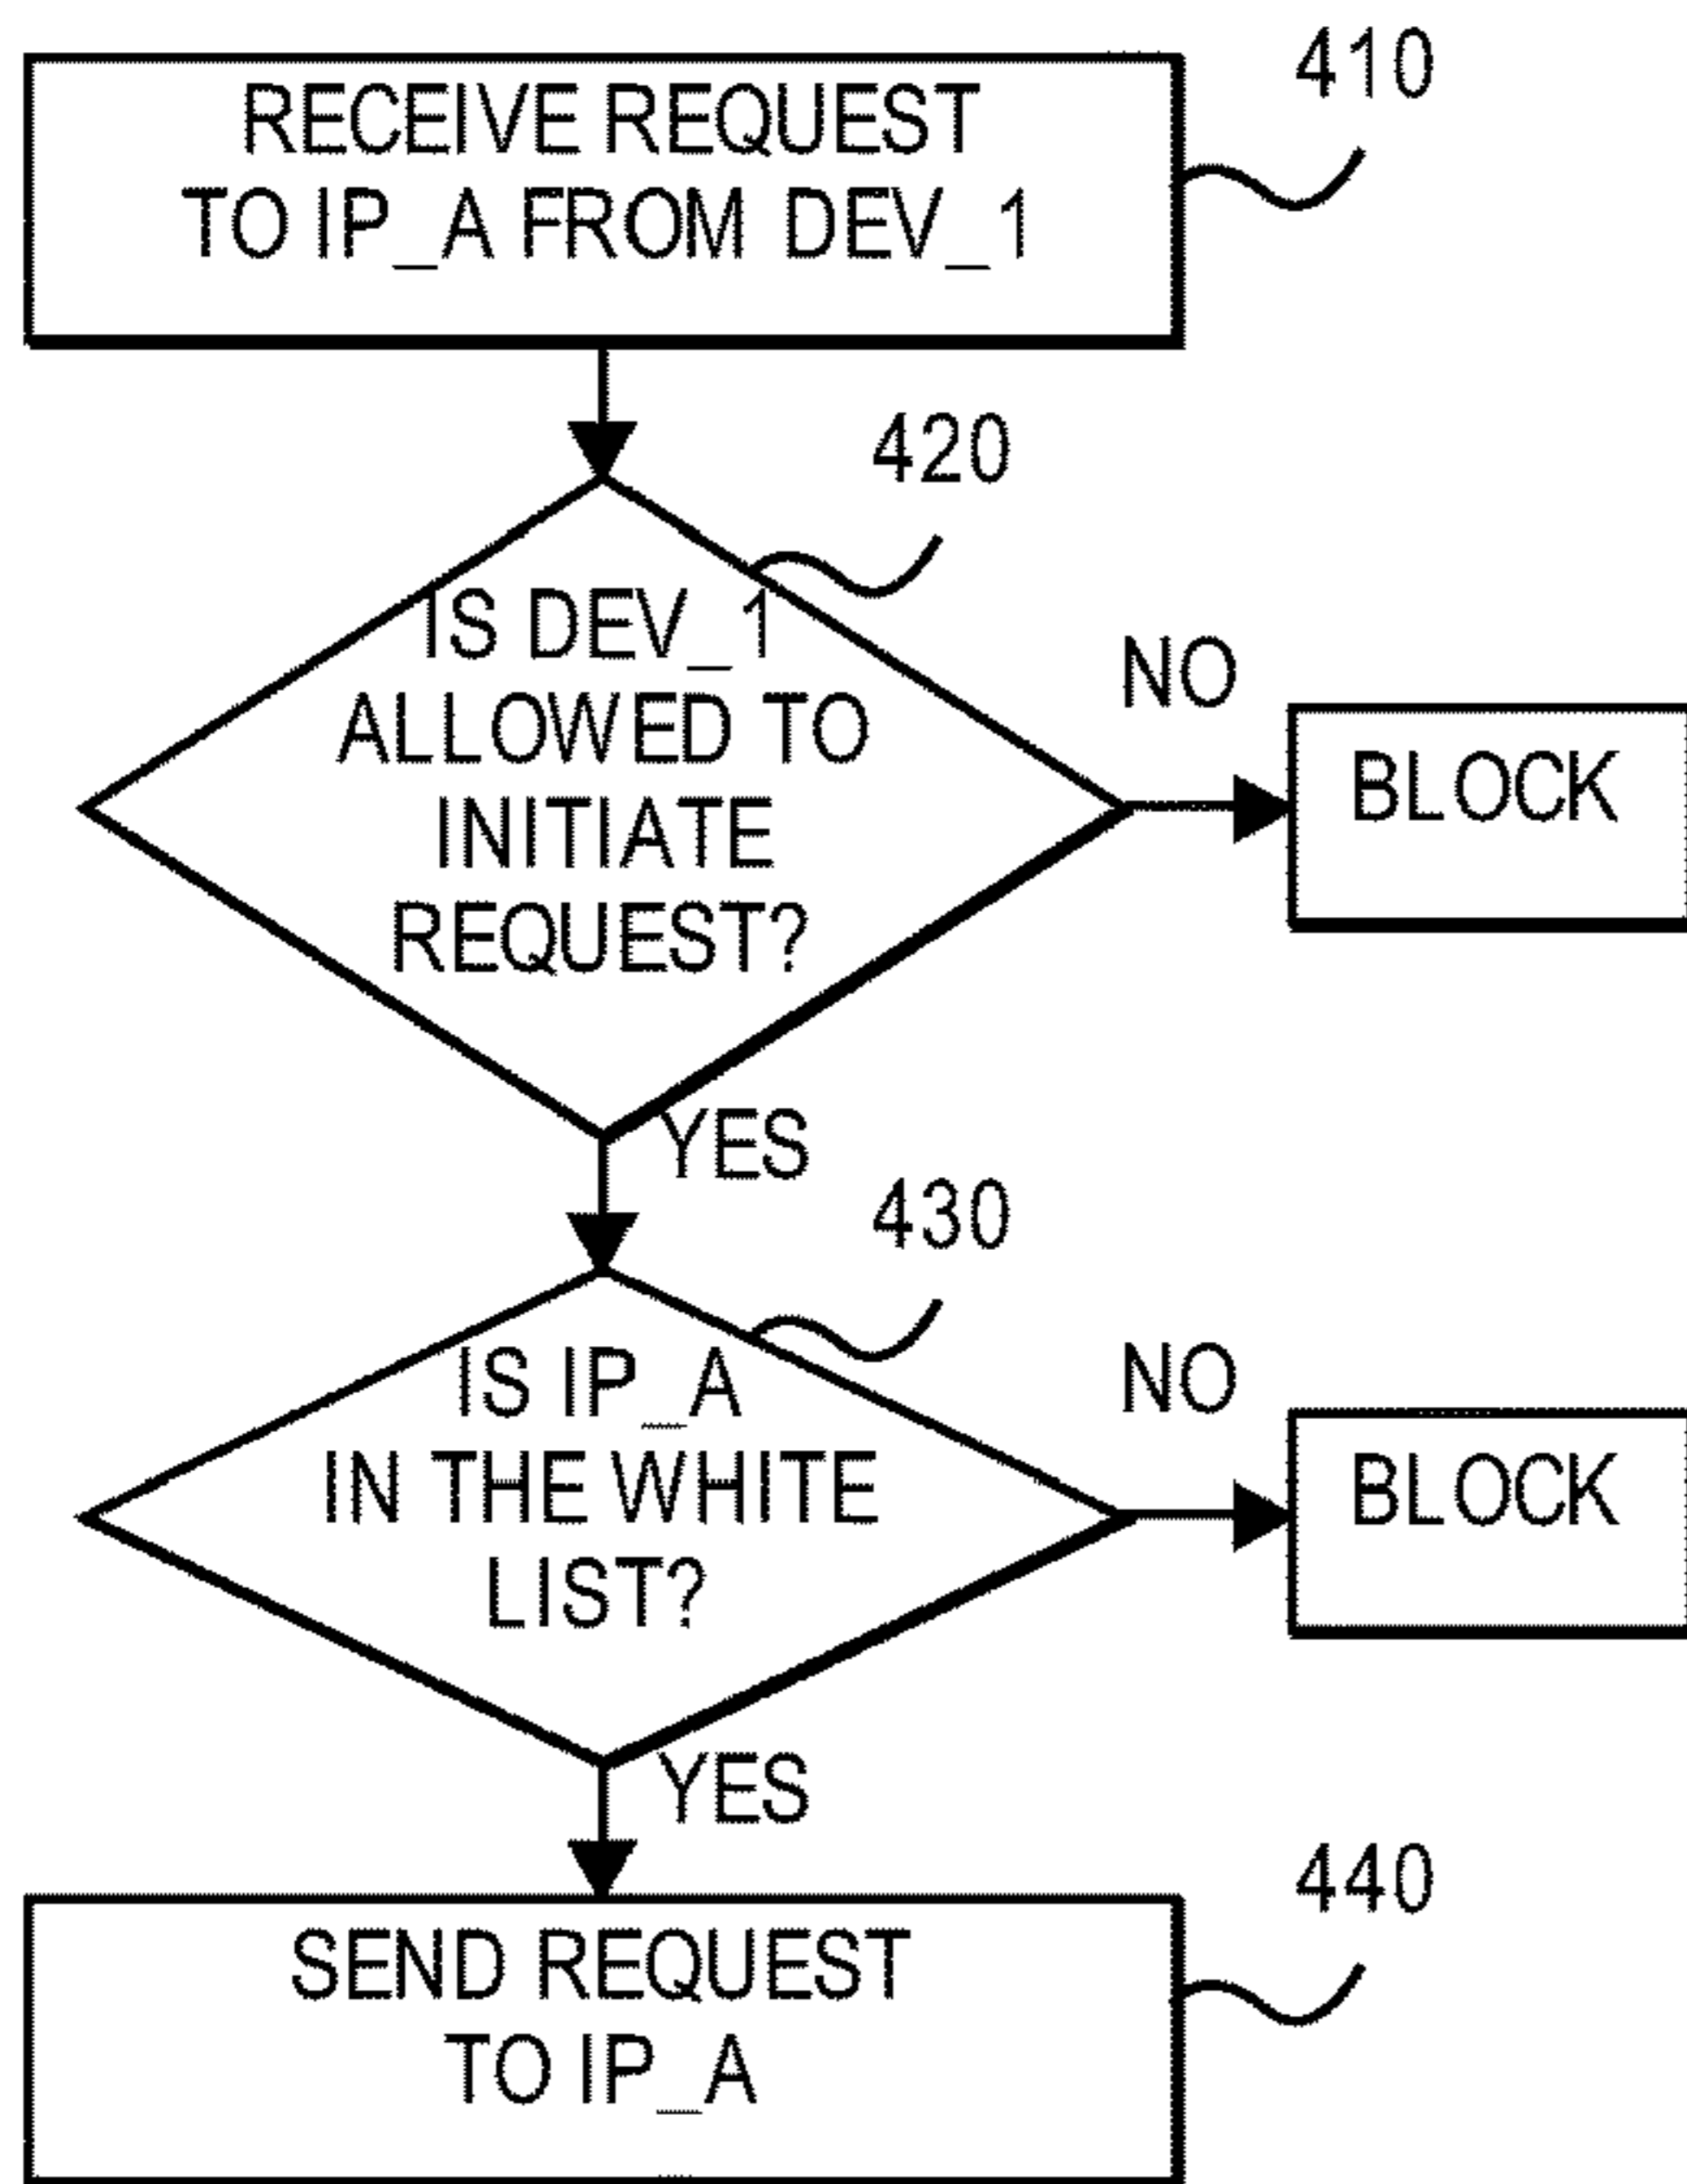 410
RECEIVE REQUEST
TO IP_A FROM DEV_1
420
IS DEV_1
ALLOWED TO
INITIATE
REQUEST?
NO
BLOCK
YES
430
IS IP_A
IN THE WHITE
LIST?
NO
BLOCK
YES
440
SEND REQUEST
TO IP_A